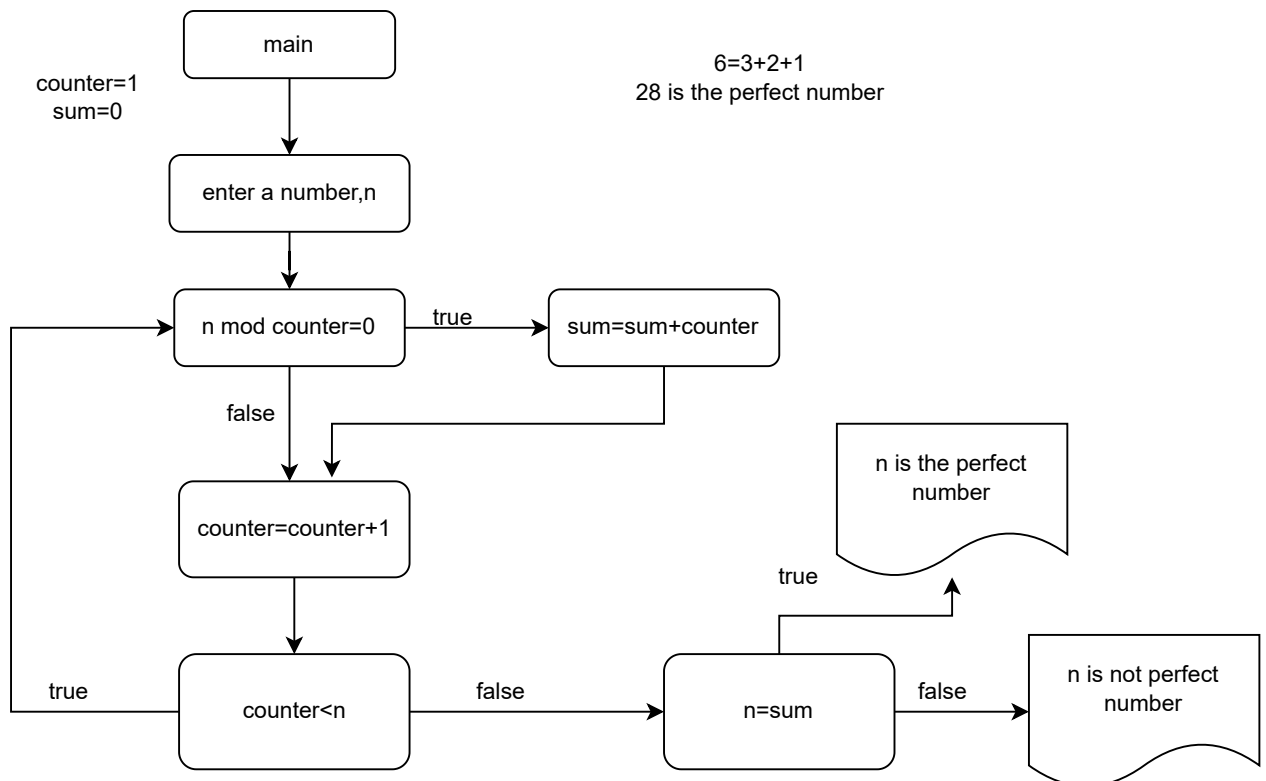 main
counter=1
sum=0
6=3+2+1
28 is the perfect number
enter a number,n
n mod counter=0
true
sum=sum+counter
false
counter=counter+1
n is the perfect
number
true
true
counter<n
false
n=sum
false
n is not perfect
number